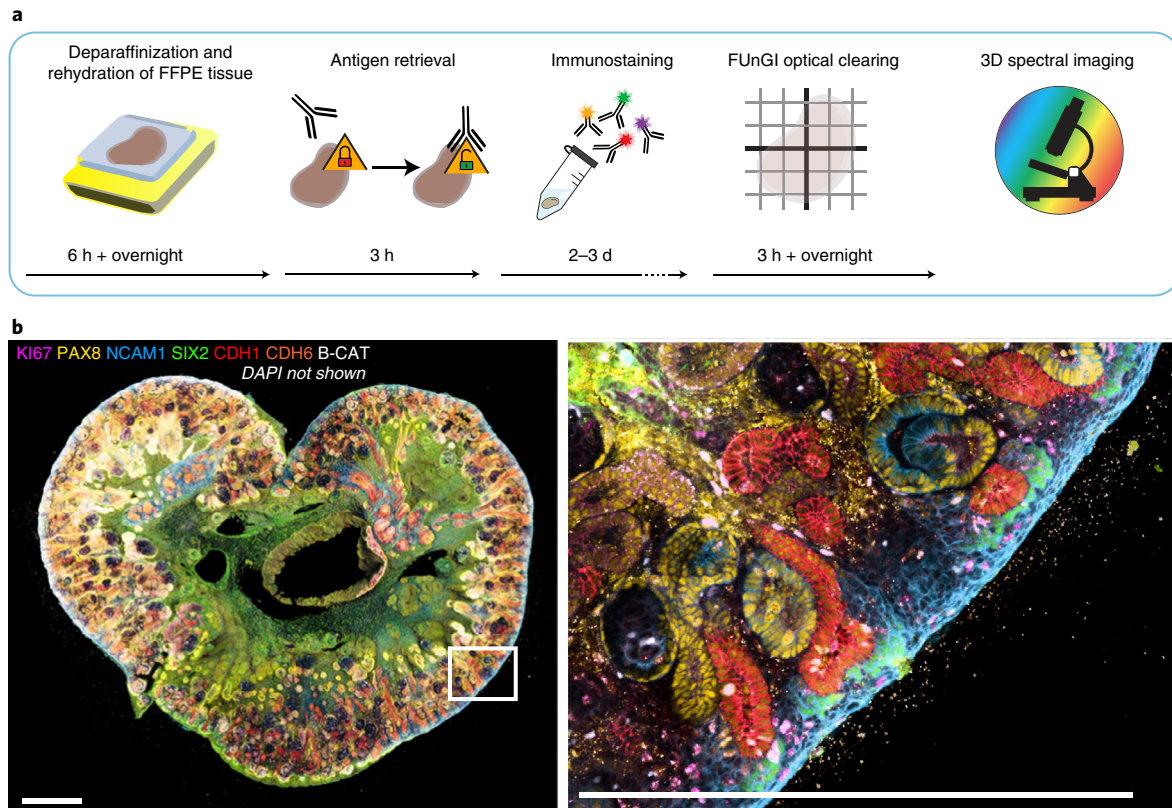 a
Deparaffinization and
rehydration of FFPE tissue
Antigen retrieval
Immunostaining
FUnGI optical clearing
3D spectral imaging
6 h + overnight
3 h
2–3 d
3 h + overnight
b
KI67 PAX8 NCAM1 SIX2 CDH1 CDH6 B-CAT
DAPI not shown